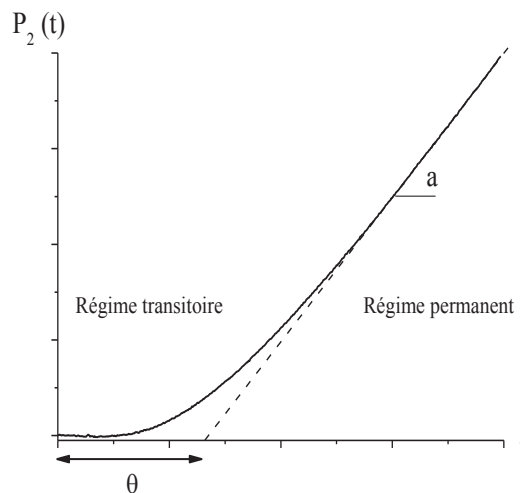 P₂ (t)
a
Régime transitoire
Régime permanent
θ